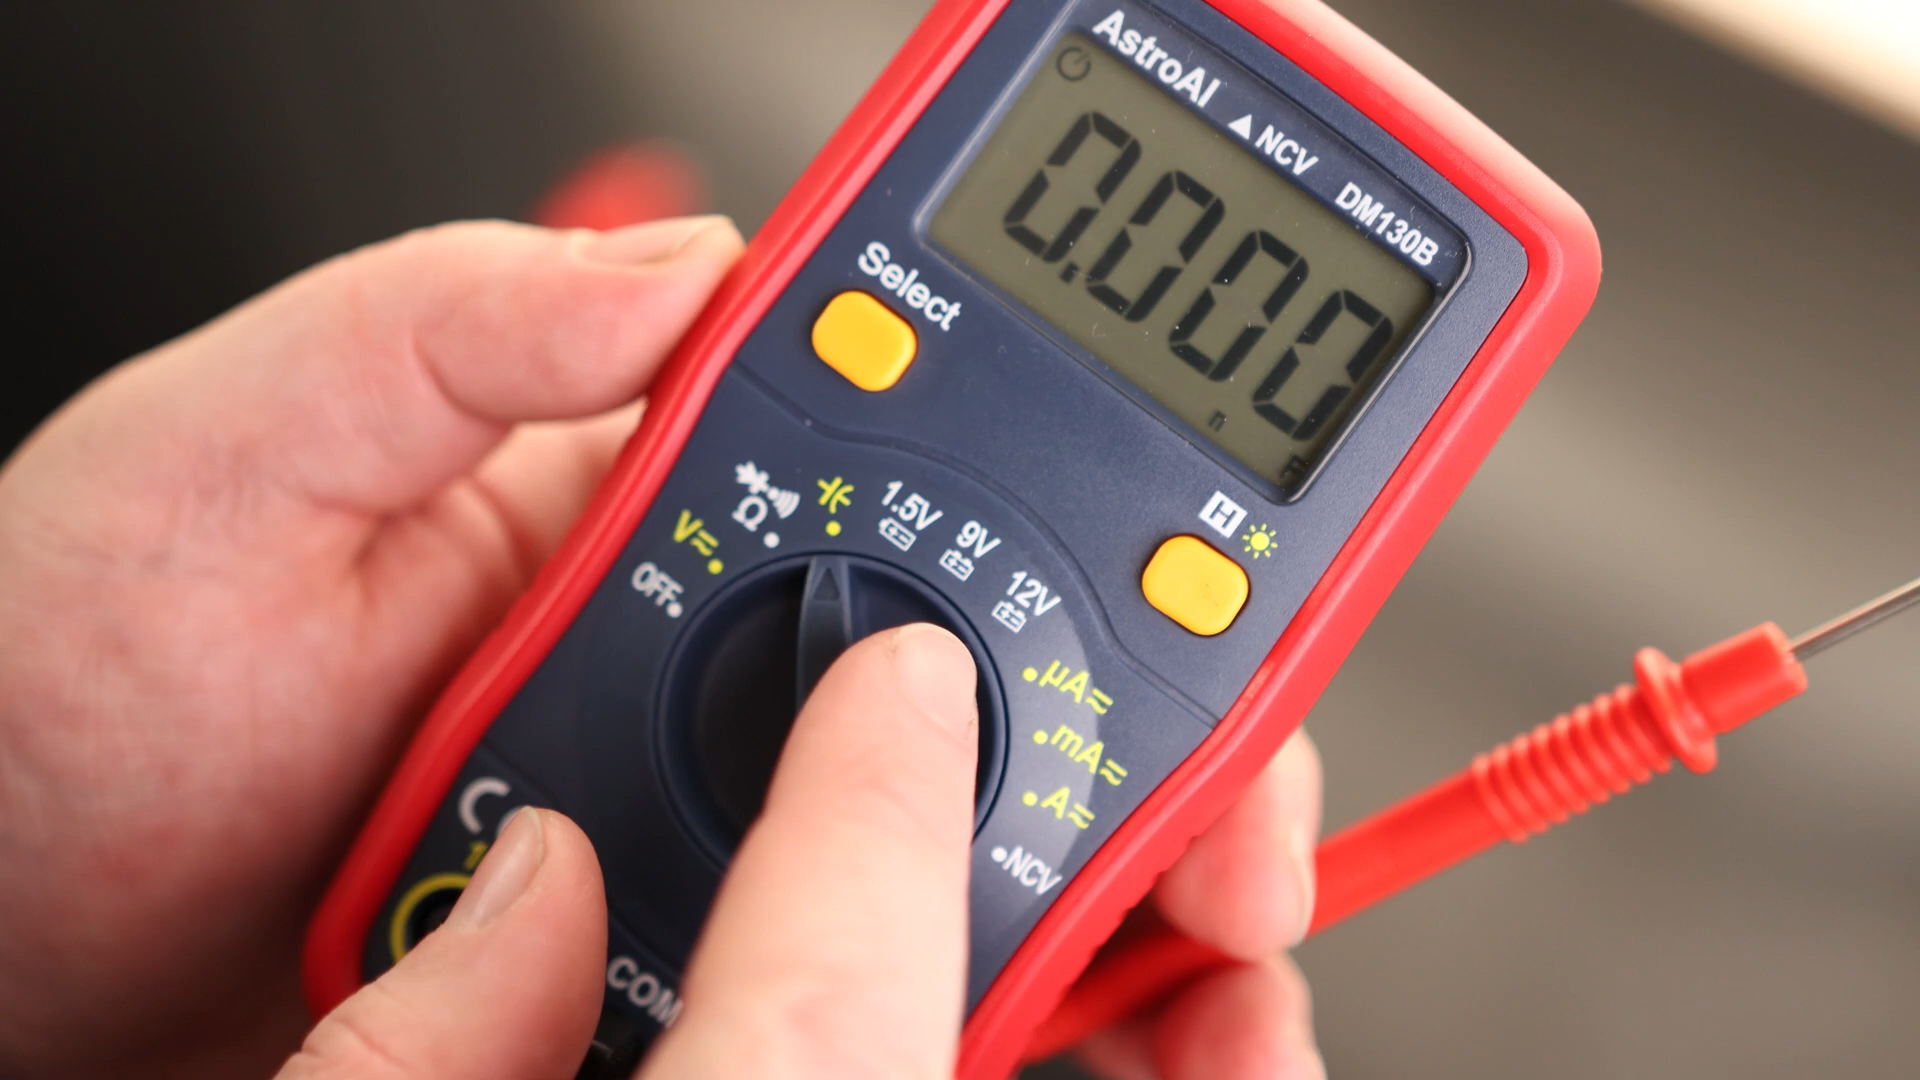 AstroAI
▲ NCV
DM130B
0.000
n
F
Select
H
OFF
V≂
Ω
1.5V
9V
12V
µA≂
mA≂
A≂
NCV
COM